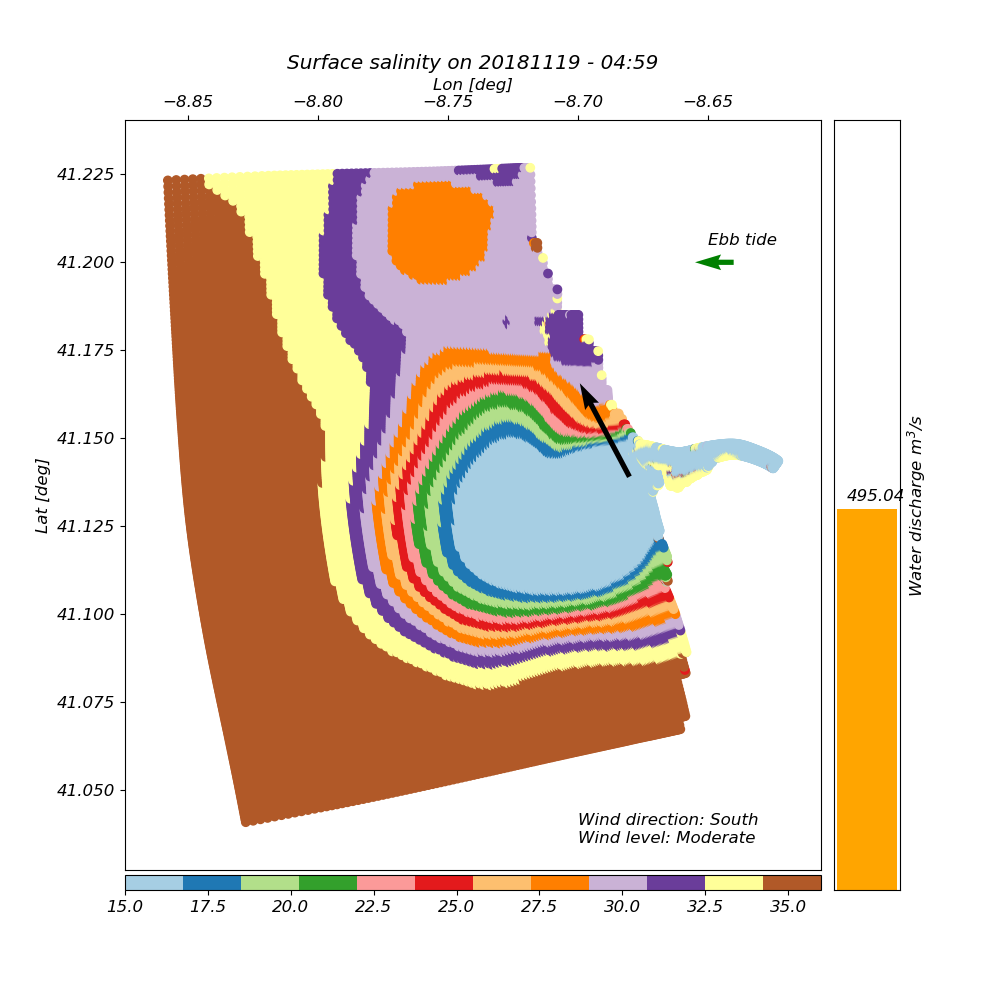 Surface salinity on 20181119 - 04:59
Lon [deg]
−8.85 −8.80 −8.75 −8.70 −8.65
41.225
41.200
41.175
41.150
41.125
41.100
41.075
41.050
Lat [deg]
Ebb tide
495.04
Water discharge m³/s
Wind direction: South
Wind level: Moderate
15.0 17.5 20.0 22.5 25.0 27.5 30.0 32.5 35.0